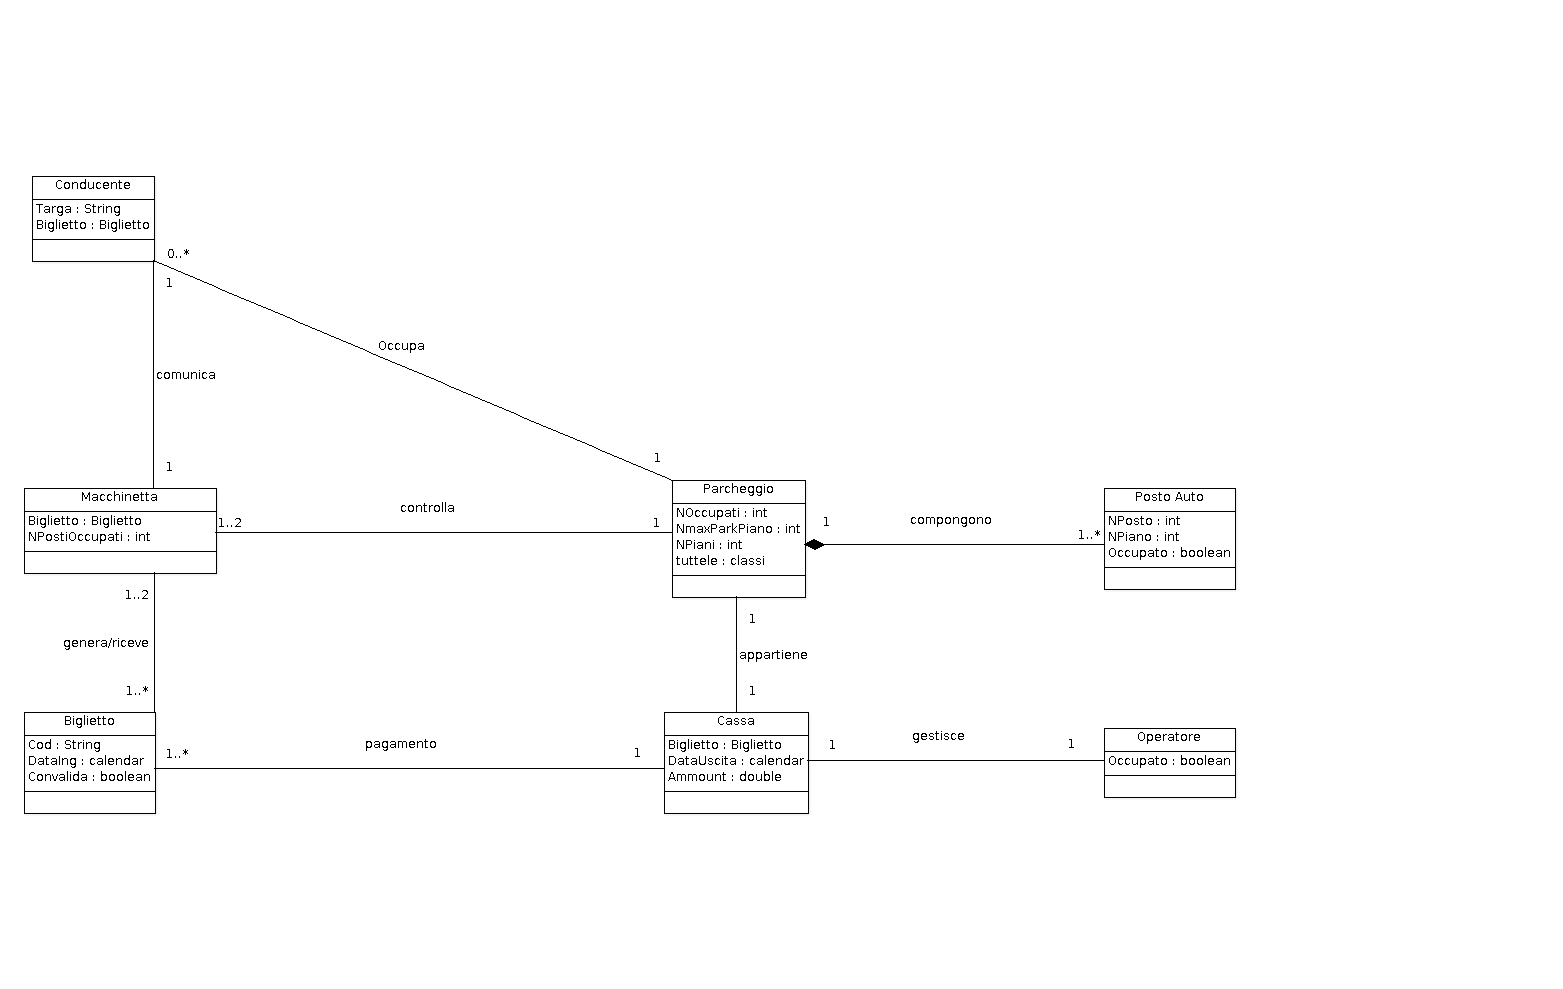 Conducente
Targa : String
Biglietto : Biglietto
0..*
1
Occupa
comunica
1
1
Macchinetta
Biglietto : Biglietto
NPostiOccupati : int
1..2
controlla
1
Parcheggio
NOccupati : int
NmaxParkPiano : int
NPiani : int
tuttele : classi
1
compongono
1..*
Posto Auto
NPosto : int
NPiano : int
Occupato : boolean
1..2
genera/riceve
1..*
1
appartiene
1
Biglietto
Cod : String
DataIng : calendar
Convalida : boolean
1..*
pagamento
1
Cassa
Biglietto : Biglietto
DataUscita : calendar
Ammount : double
1
gestisce
1
Operatore
Occupato : boolean